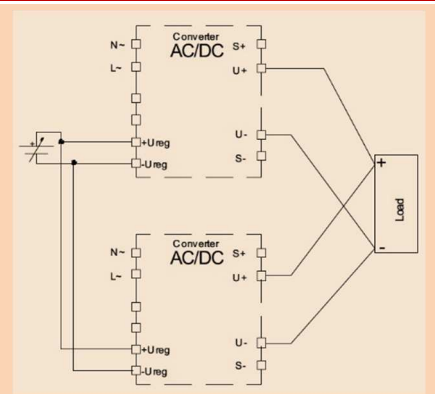 Converter
AC/DC
N~
S+
L~
U+
+Ureg
U-
-Ureg
S-
+
+
-
Load
Converter
AC/DC
N~
S+
L~
U+
+Ureg
U-
-Ureg
S-